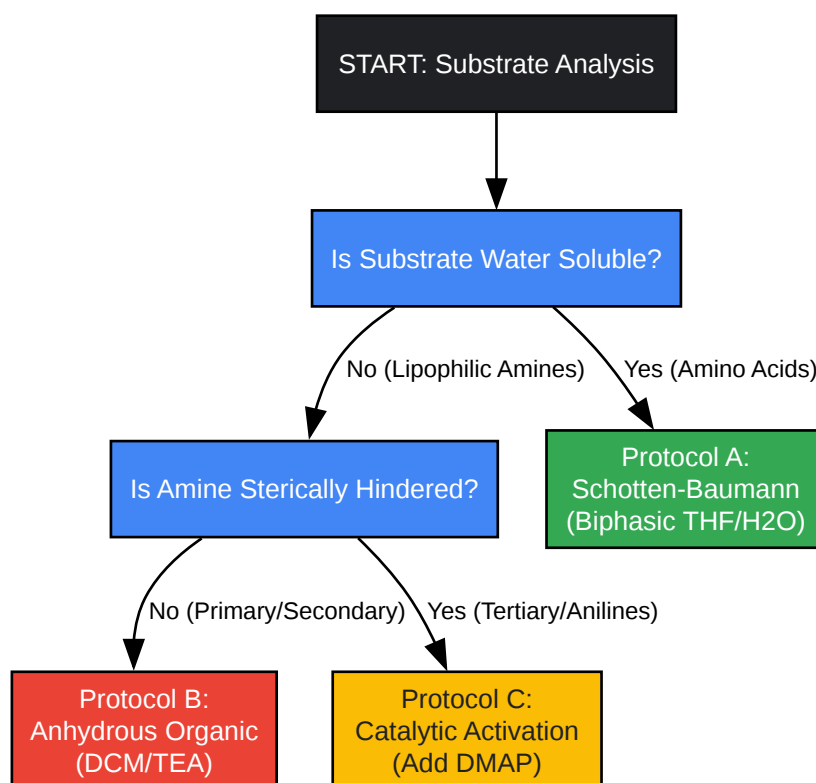 START: Substrate Analysis
Is Substrate Water Soluble?
No (Lipophilic Amines)
Yes (Amino Acids)
Is Amine Sterically Hindered?
Protocol A:
Schotten-Baumann
(Biphasic THF/H2O)
No (Primary/Secondary)
Yes (Tertiary/Anilines)
Protocol B:
Anhydrous Organic
(DCM/TEA)
Protocol C:
Catalytic Activation
(Add DMAP)